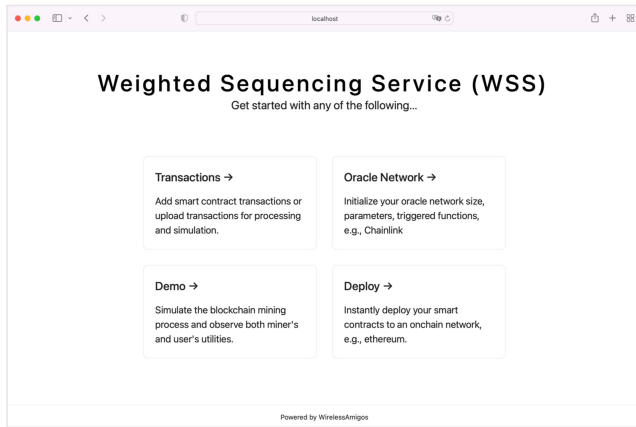 localhost
Weighted Sequencing Service (WSS)
Get started with any of the following...
Transactions →
Add smart contract transactions or
upload transactions for processing
and simulation.
Oracle Network →
Initialize your oracle network size,
parameters, triggered functions,
e.g., Chainlink
Demo →
Simulate the blockchain mining
process and observe both miner's
and user's utilities.
Deploy →
Instantly deploy your smart
contracts to an onchain network,
e.g., ethereum.
Powered by WirelessAmigos